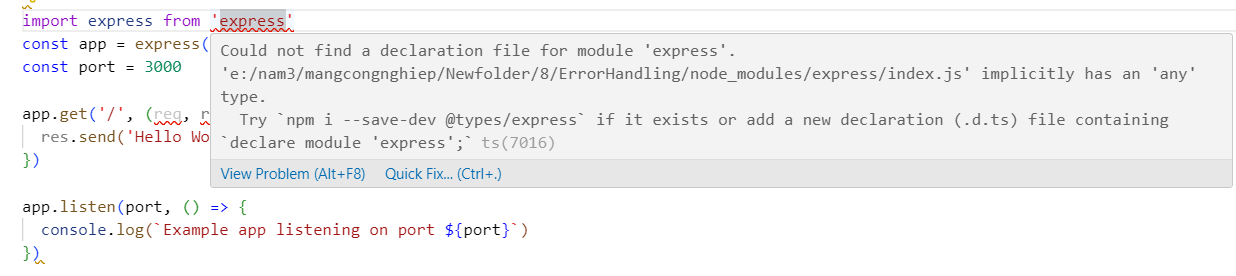 import express from 'express'
const app = express(
const port = 3000
Could not find a declaration file for module 'express'.
'e:/nam3/mangcongnghiep/Newfolder/8/ErrorHandling/node_modules/express/index.js' implicitly has an 'any'
type.
Try `npm i --save-dev @types/express` if it exists or add a new declaration (.d.ts) file containing
`declare module 'express';` ts(7016)
View Problem (Alt+F8) Quick Fix... (Ctrl+.)
app.get('/', (req, r
res.send('Hello Wo
})
app.listen(port, () => {
console.log(`Example app listening on port ${port}`)
})